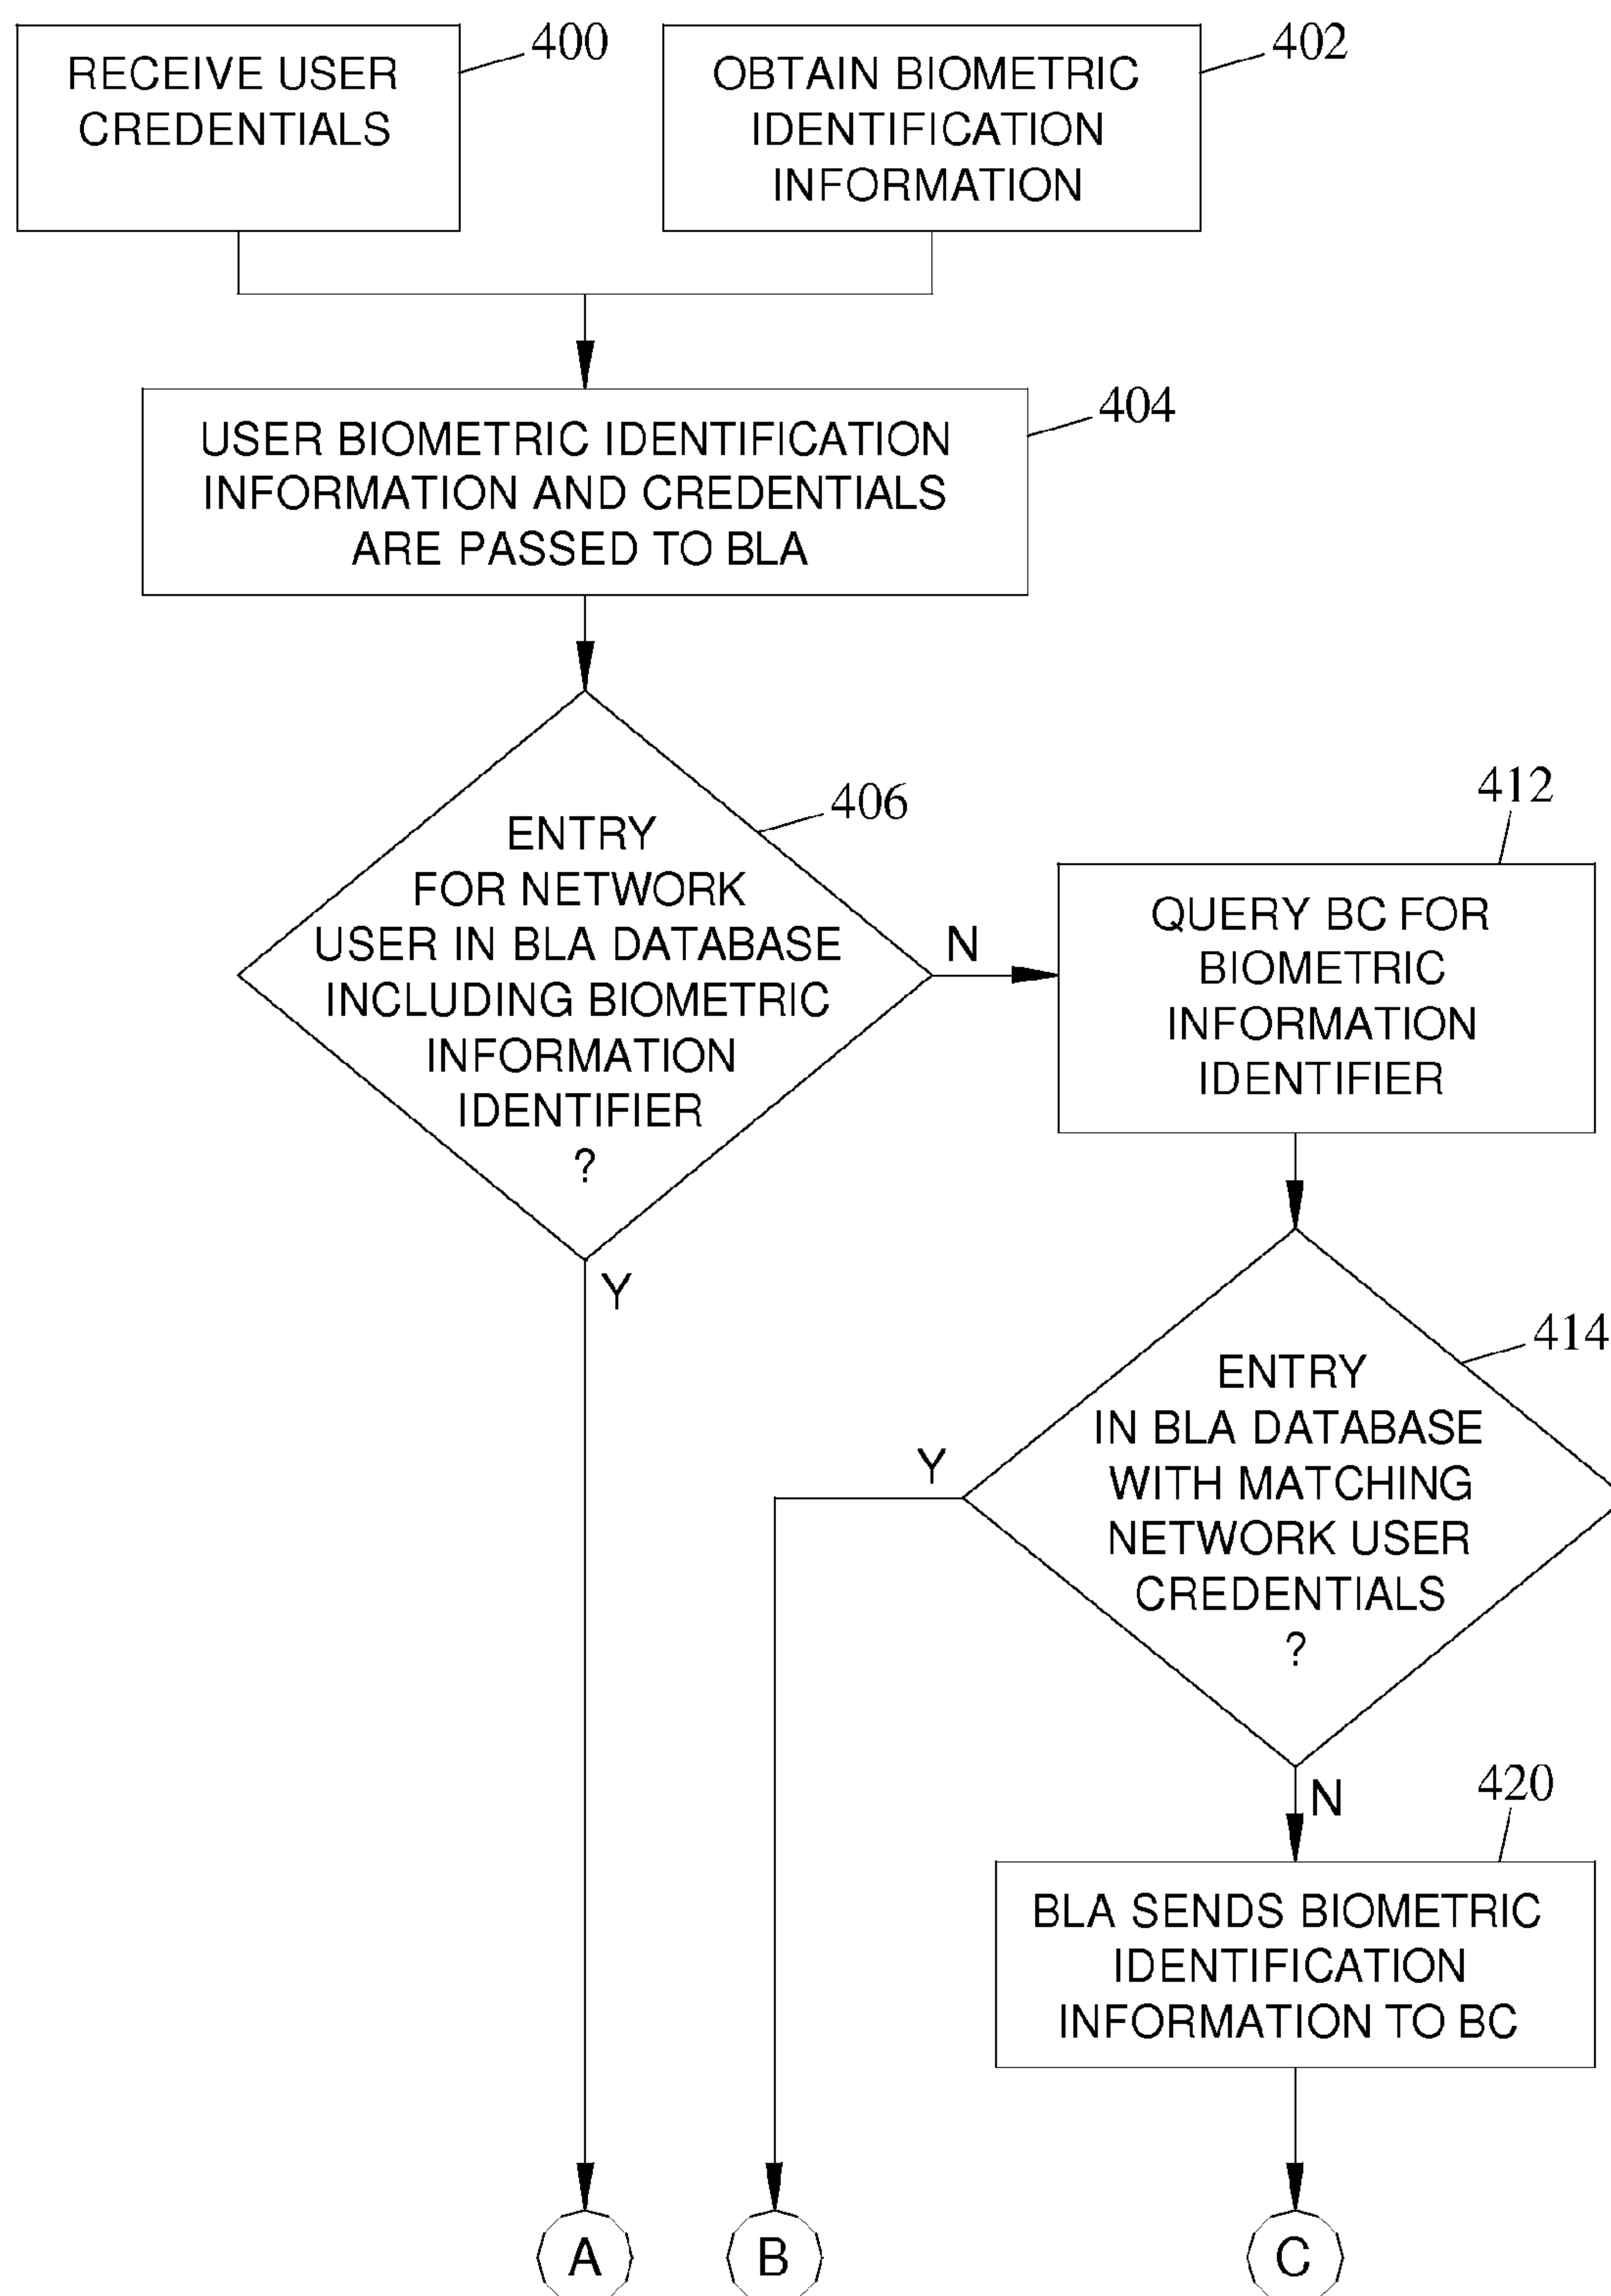 RECEIVE USER
CREDENTIALS
400
OBTAIN BIOMETRIC
IDENTIFICATION
INFORMATION
402
USER BIOMETRIC IDENTIFICATION
INFORMATION AND CREDENTIALS
ARE PASSED TO BLA
404
ENTRY
FOR NETWORK
USER IN BLA DATABASE
INCLUDING BIOMETRIC
INFORMATION
IDENTIFIER
?
406
N
Y
412
QUERY BC FOR
BIOMETRIC
INFORMATION
IDENTIFIER
414
ENTRY
IN BLA DATABASE
WITH MATCHING
NETWORK USER
CREDENTIALS
?
Y
N
420
BLA SENDS BIOMETRIC
IDENTIFICATION
INFORMATION TO BC
A
B
C